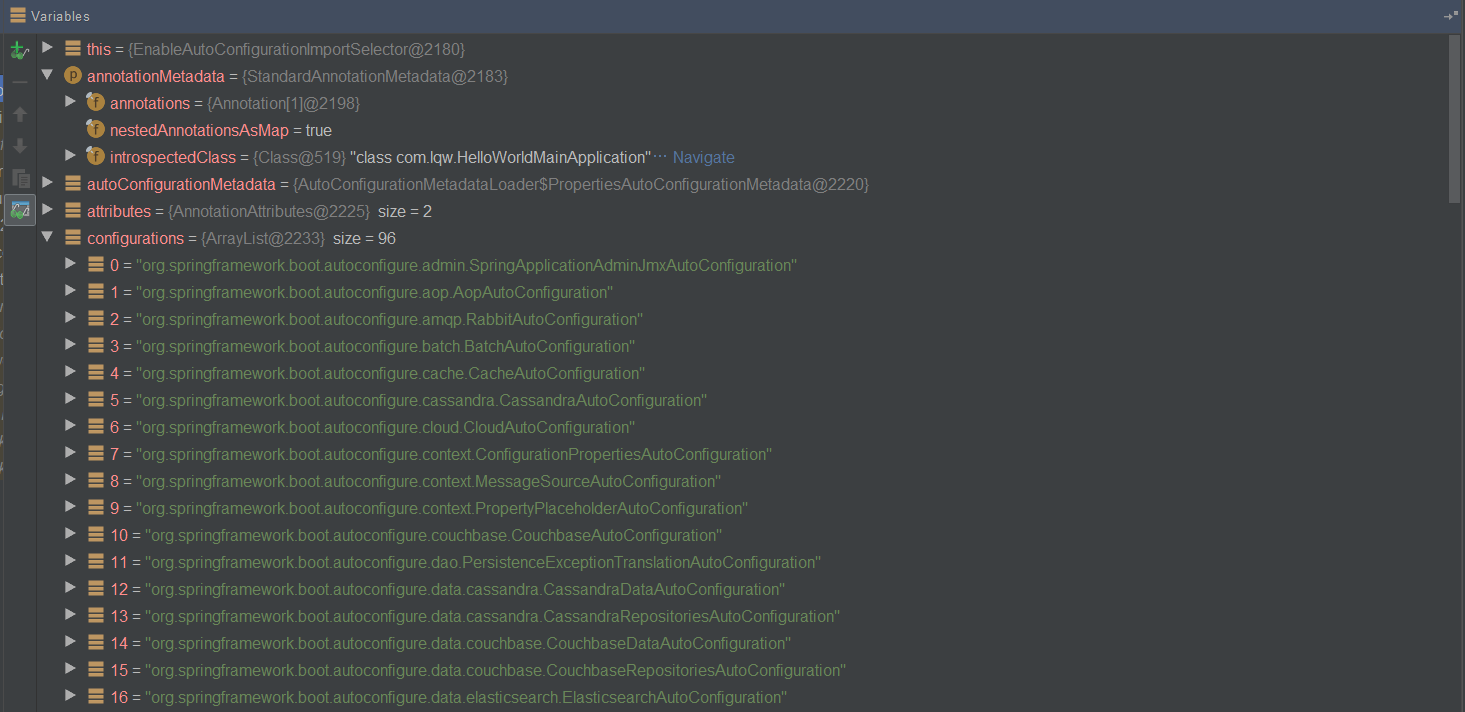 Variables
this = {EnableAutoConfigurationImportSelector@2180}
p annotationMetadata = {StandardAnnotationMetadata@2183}
f annotations = {Annotation[1]@2198}
f nestedAnnotationsAsMap = true
f introspectedClass = {Class@519} "class com.lqw.HelloWorldMainApplication"… Navigate
autoConfigurationMetadata = {AutoConfigurationMetadataLoader$PropertiesAutoConfigurationMetadata@2220}
attributes = {AnnotationAttributes@2225} size = 2
configurations = {ArrayList@2233} size = 96
0 = "org.springframework.boot.autoconfigure.admin.SpringApplicationAdminJmxAutoConfiguration"
1 = "org.springframework.boot.autoconfigure.aop.AopAutoConfiguration"
2 = "org.springframework.boot.autoconfigure.amqp.RabbitAutoConfiguration"
3 = "org.springframework.boot.autoconfigure.batch.BatchAutoConfiguration"
4 = "org.springframework.boot.autoconfigure.cache.CacheAutoConfiguration"
5 = "org.springframework.boot.autoconfigure.cassandra.CassandraAutoConfiguration"
6 = "org.springframework.boot.autoconfigure.cloud.CloudAutoConfiguration"
7 = "org.springframework.boot.autoconfigure.context.ConfigurationPropertiesAutoConfiguration"
8 = "org.springframework.boot.autoconfigure.context.MessageSourceAutoConfiguration"
9 = "org.springframework.boot.autoconfigure.context.PropertyPlaceholderAutoConfiguration"
10 = "org.springframework.boot.autoconfigure.couchbase.CouchbaseAutoConfiguration"
11 = "org.springframework.boot.autoconfigure.dao.PersistenceExceptionTranslationAutoConfiguration"
12 = "org.springframework.boot.autoconfigure.data.cassandra.CassandraDataAutoConfiguration"
13 = "org.springframework.boot.autoconfigure.data.cassandra.CassandraRepositoriesAutoConfiguration"
14 = "org.springframework.boot.autoconfigure.data.couchbase.CouchbaseDataAutoConfiguration"
15 = "org.springframework.boot.autoconfigure.data.couchbase.CouchbaseRepositoriesAutoConfiguration"
16 = "org.springframework.boot.autoconfigure.data.elasticsearch.ElasticsearchAutoConfiguration"